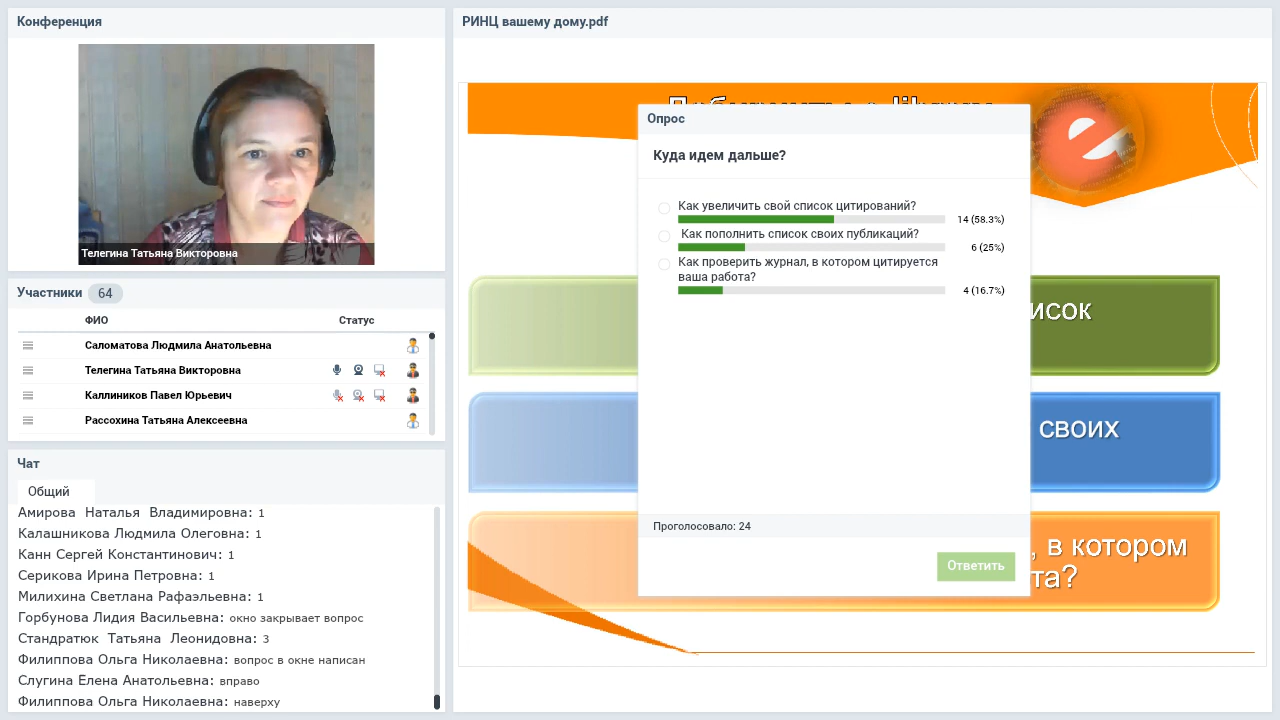 Конференция
Телегина Татьяна Викторовна
Участники 64
ФИО Статус
Саломатова Людмила Анатольевна
Телегина Татьяна Викторовна
Каллиников Павел Юрьевич
Рассохина Татьяна Алексеевна
Чат
Общий
Амирова Наталья Владимировна: 1
Калашникова Людмила Олеговна: 1
Канн Сергей Константинович: 1
Серикова Ирина Петровна: 1
Милихина Светлана Рафаэльевна: 1
Горбунова Лидия Васильевна: окно закрывает вопрос
Стандратюк Татьяна Леонидовна: 3
Филиппова Ольга Николаевна: вопрос в окне написан
Слугина Елена Анатольевна: вправо
Филиппова Ольга Николаевна: наверху
РИНЦ вашему дому.pdf
Опрос
Куда идем дальше?
Как увеличить свой список цитирований?
14 (58.3%)
Как пополнить список своих публикаций?
6 (25%)
Как проверить журнал, в котором цитируется
ваша работа?
4 (16.7%)
Проголосовало: 24
Ответить
исок
своих
, в котором
та?